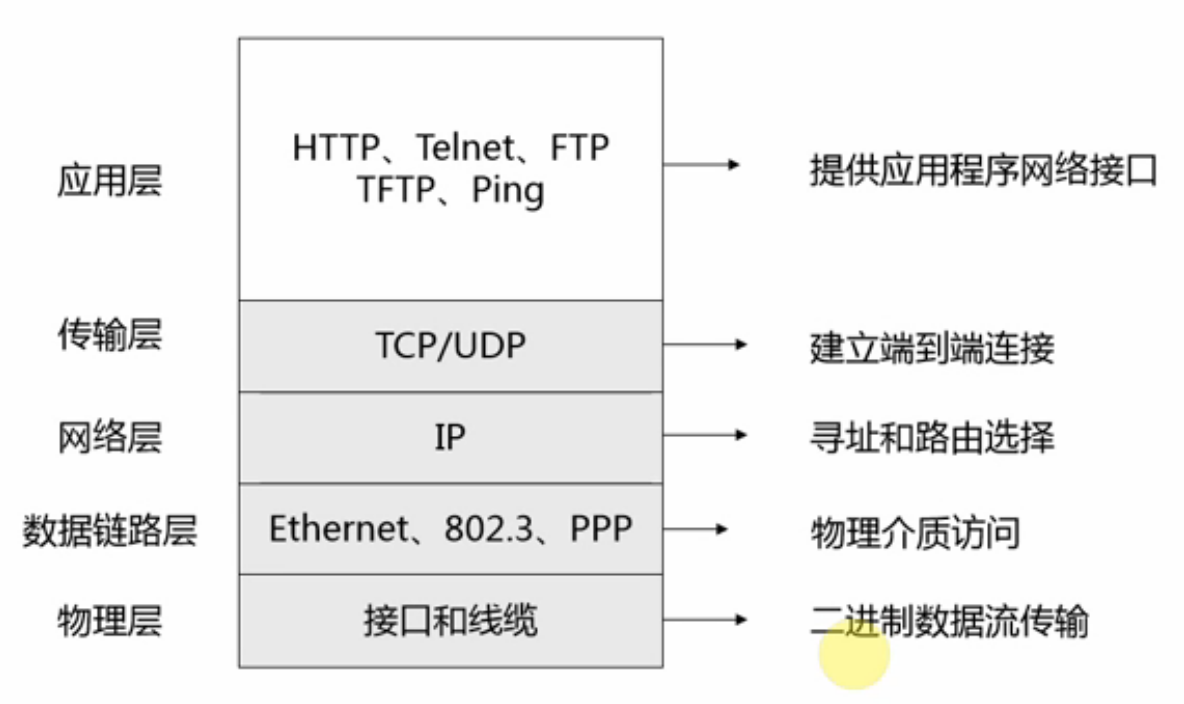 应用层
HTTP、Telnet、FTP
TFTP、Ping
提供应用程序网络接口
传输层
TCP/UDP
建立端到端连接
网络层
IP
寻址和路由选择
数据链路层
Ethernet、802.3、PPP
物理介质访问
物理层
接口和线缆
二进制数据流传输